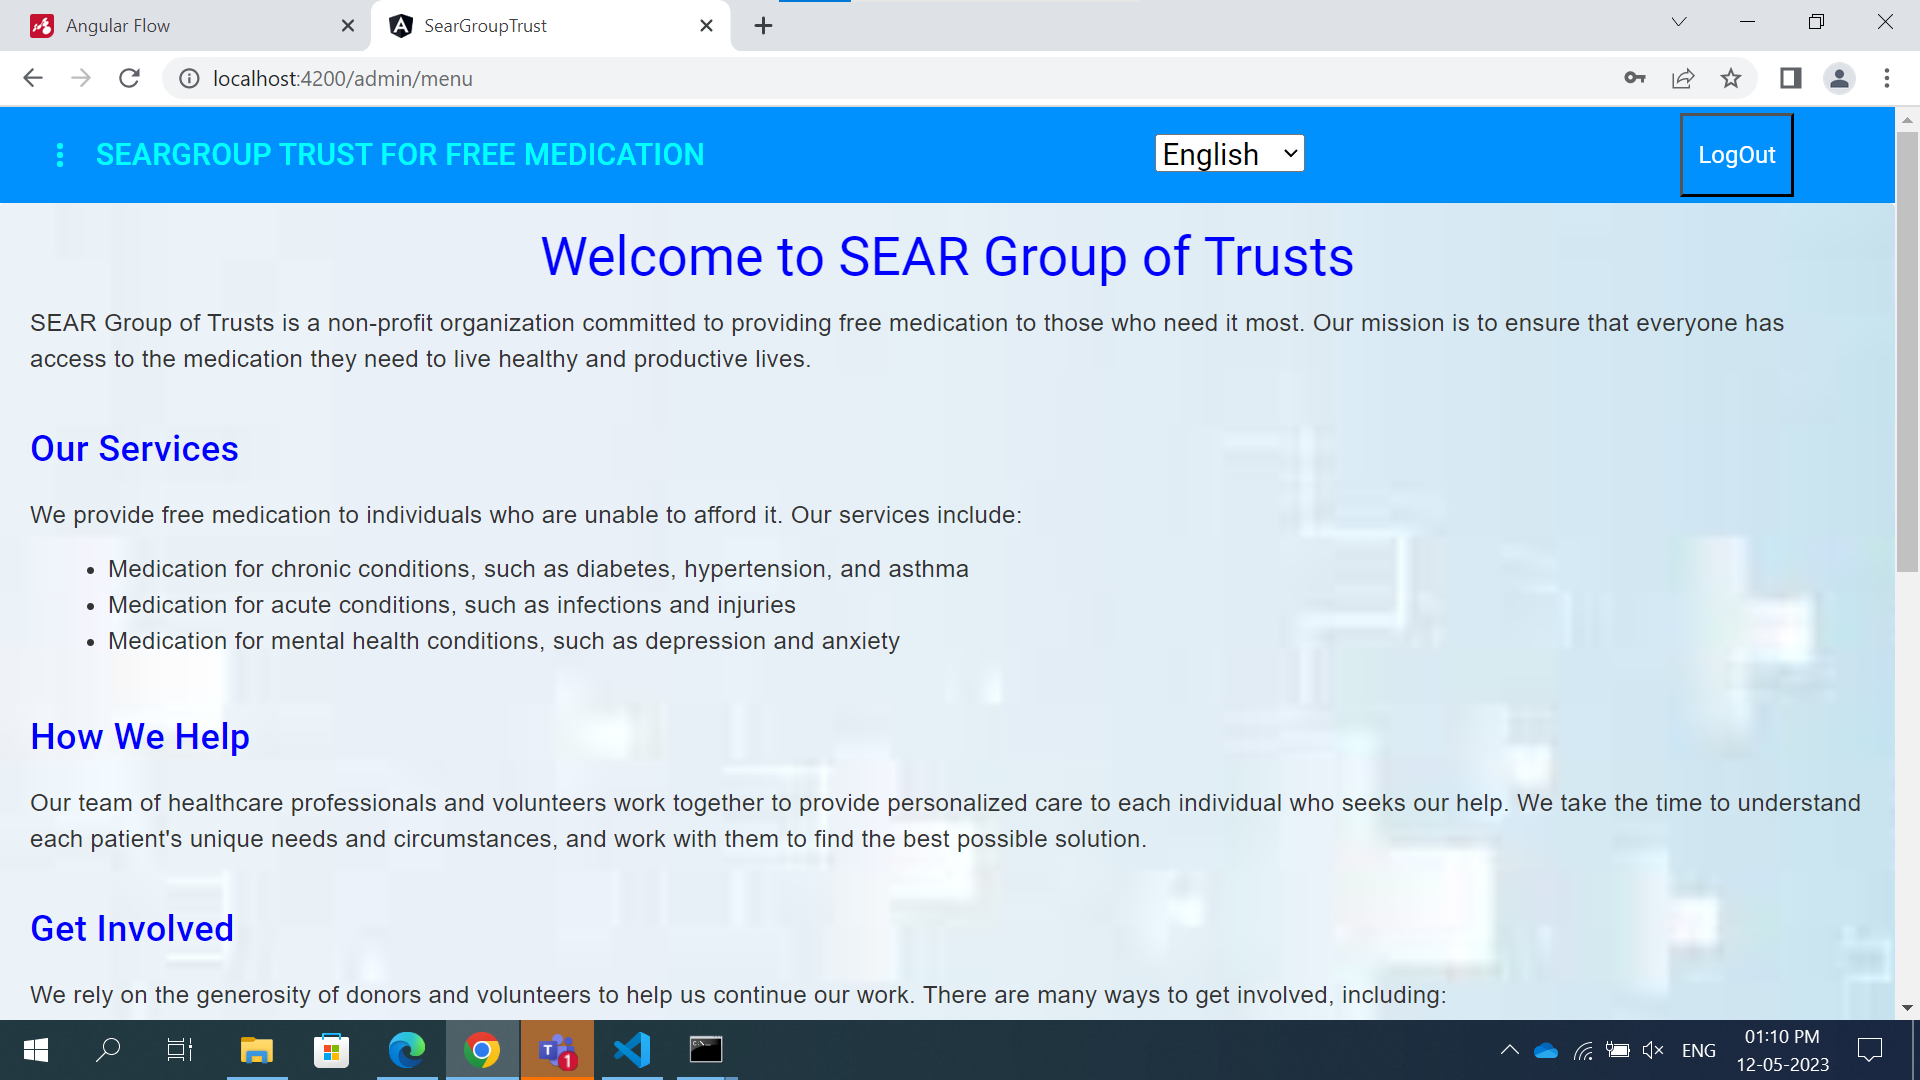 Angular Flow
SearGroupTrust
localhost:4200/admin/menu
SEARGROUP TRUST FOR FREE MEDICATION
English
LogOut
Welcome to SEAR Group of Trusts
SEAR Group of Trusts is a non-profit organization committed to providing free medication to those who need it most. Our mission is to ensure that everyone has
access to the medication they need to live healthy and productive lives.
Our Services
We provide free medication to individuals who are unable to afford it. Our services include:
• Medication for chronic conditions, such as diabetes, hypertension, and asthma
• Medication for acute conditions, such as infections and injuries
• Medication for mental health conditions, such as depression and anxiety
How We Help
Our team of healthcare professionals and volunteers work together to provide personalized care to each individual who seeks our help. We take the time to understand
each patient's unique needs and circumstances, and work with them to find the best possible solution.
Get Involved
We rely on the generosity of donors and volunteers to help us continue our work. There are many ways to get involved, including:
T
1
ENG
01:10 PM
12-05-2023